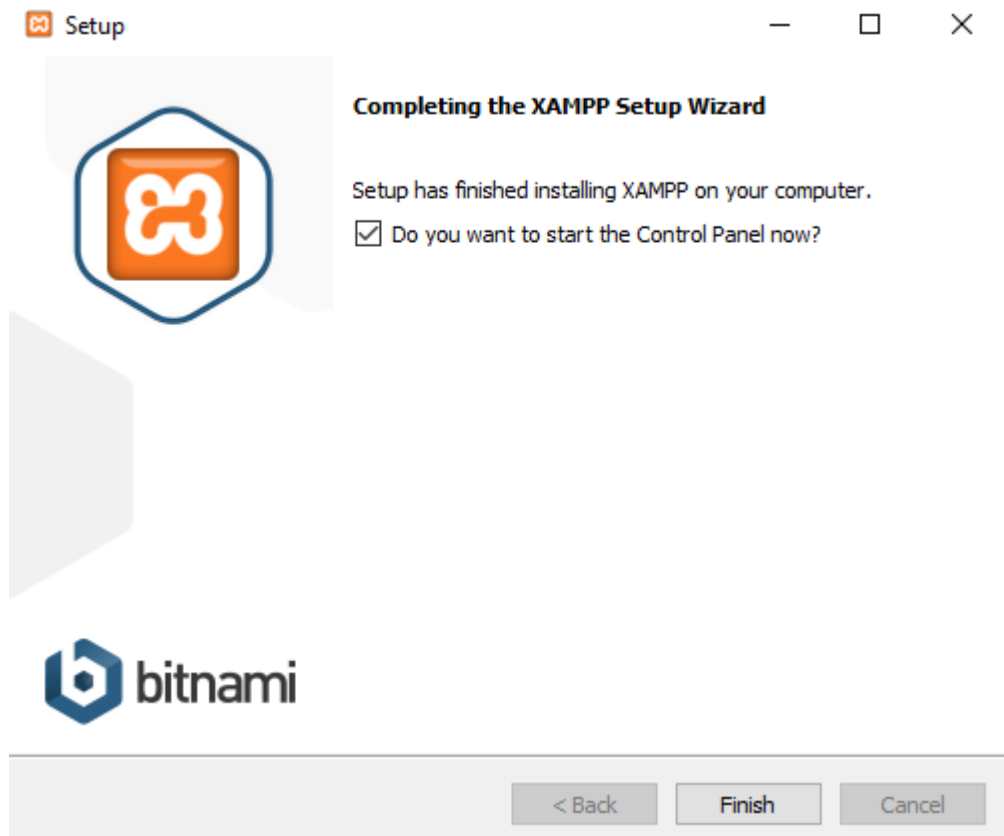 Setup
Completing the XAMPP Setup Wizard
Setup has finished installing XAMPP on your computer.
Do you want to start the Control Panel now?
bitnami
< Back
Finish
Cancel